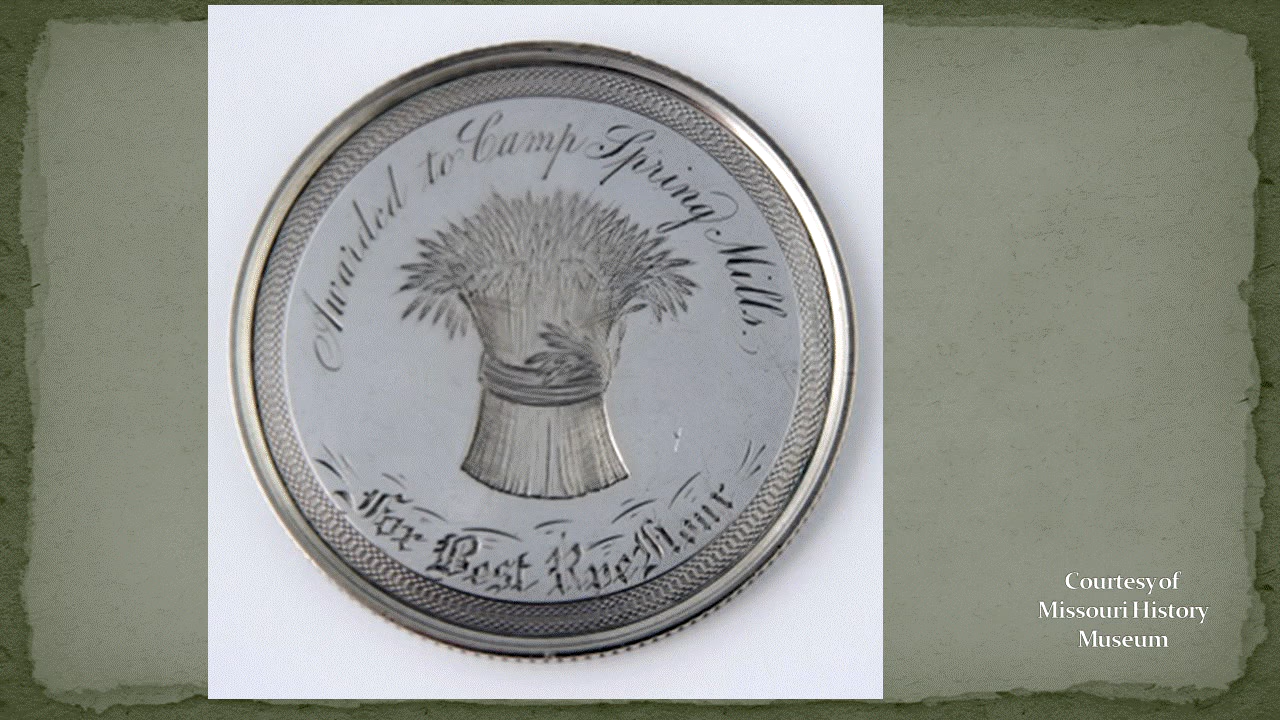 Awarded to Camp Spring Mills.
For Best Rye Flour
Courtesy of
Missouri History
Museum